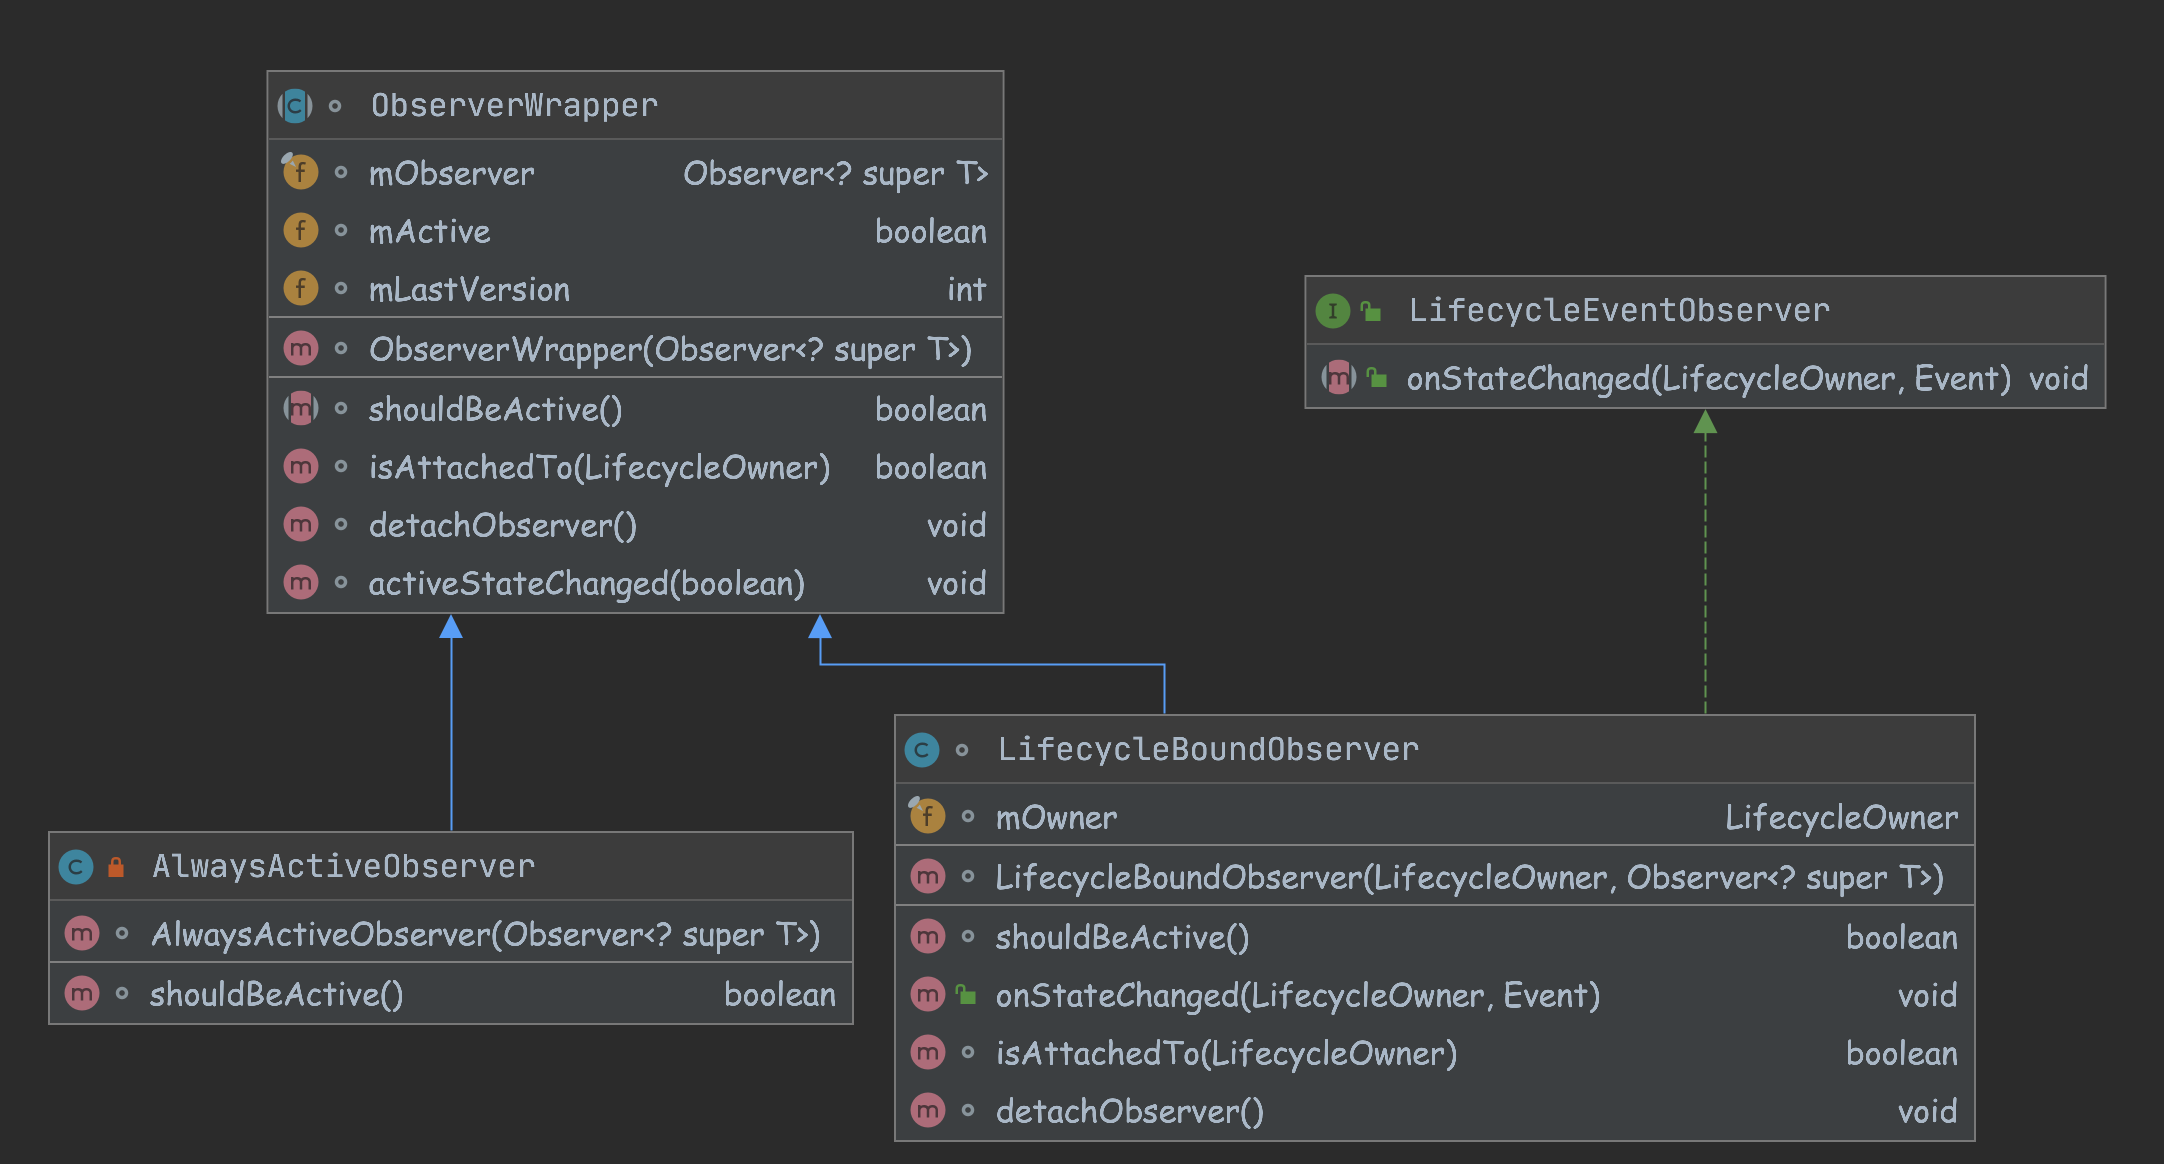 ObserverWrapper
mObserver Observer<? super T>
mActive boolean
mLastVersion int
ObserverWrapper(Observer<? super T>)
shouldBeActive() boolean
isAttachedTo(LifecycleOwner) boolean
detachObserver() void
activeStateChanged(boolean) void
LifecycleEventObserver
onStateChanged(LifecycleOwner, Event) void
AlwaysActiveObserver
AlwaysActiveObserver(Observer<? super T>)
shouldBeActive() boolean
LifecycleBoundObserver
mOwner LifecycleOwner
LifecycleBoundObserver(LifecycleOwner, Observer<? super T>)
shouldBeActive() boolean
onStateChanged(LifecycleOwner, Event) void
isAttachedTo(LifecycleOwner) boolean
detachObserver() void